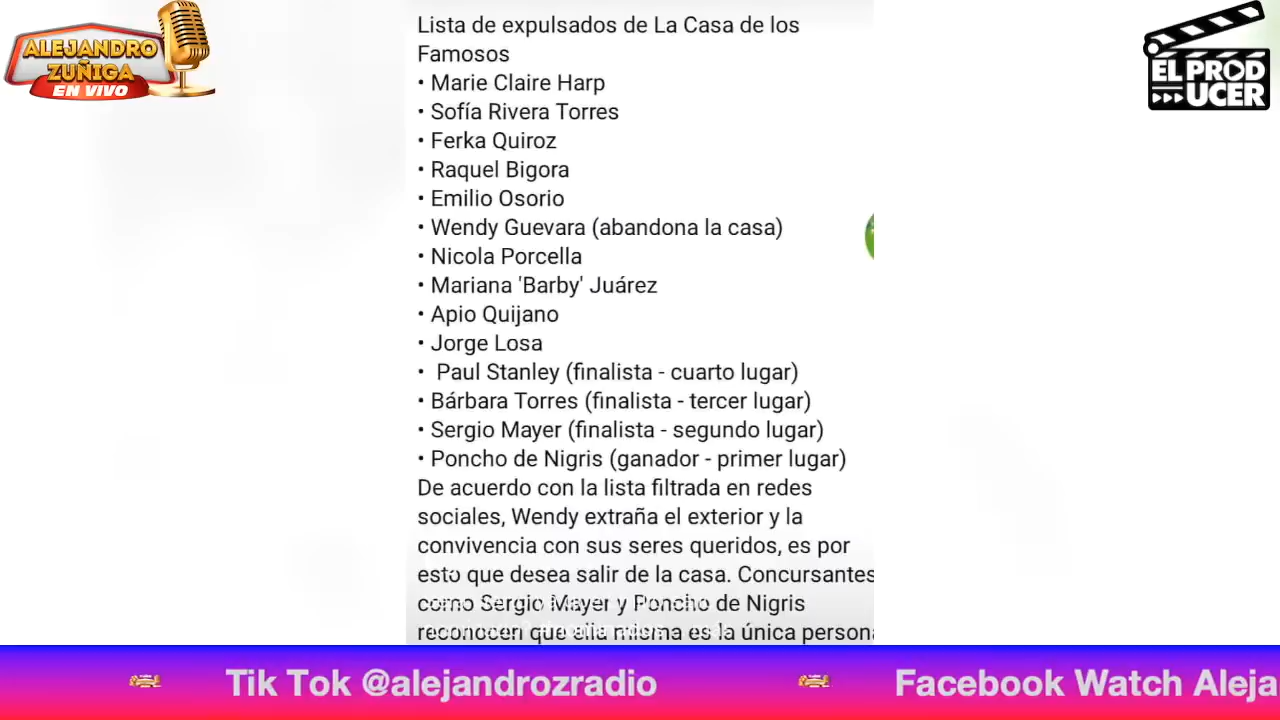 ALEJANDRO
ZUÑIGA
EN VIVO
EL PROD
UCER
Lista de expulsados de La Casa de los
Famosos
• Marie Claire Harp
• Sofía Rivera Torres
• Ferka Quiroz
• Raquel Bigora
• Emilio Osorio
• Wendy Guevara (abandona la casa)
• Nicola Porcella
• Mariana 'Barby' Juárez
• Apio Quijano
• Jorge Losa
• Paul Stanley (finalista - cuarto lugar)
• Bárbara Torres (finalista - tercer lugar)
• Sergio Mayer (finalista - segundo lugar)
• Poncho de Nigris (ganador - primer lugar)
De acuerdo con la lista filtrada en redes
sociales, Wendy extraña el exterior y la
convivencia con sus seres queridos, es por
esto que desea salir de la casa. Concursantes
como Sergio Mayer y Poncho de Nigris
reconocen que ella misma es la única persona
Tik Tok @alejandrozradio
Facebook Watch Aleja